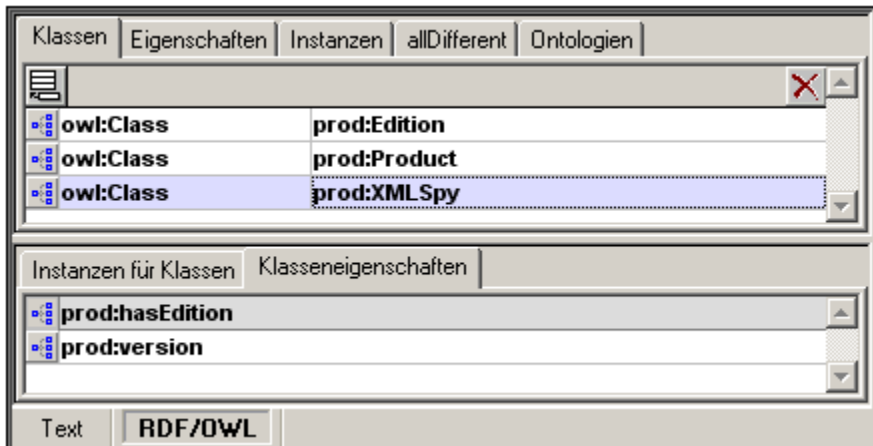 Klassen Eigenschaften Instanzen allDifferent Ontologien
owl:Class prod:Edition
owl:Class prod:Product
owl:Class prod:XMLSpy
Instanzen für Klassen Klasseneigenschaften
prod:hasEdition
prod:version
Text RDF/OWL